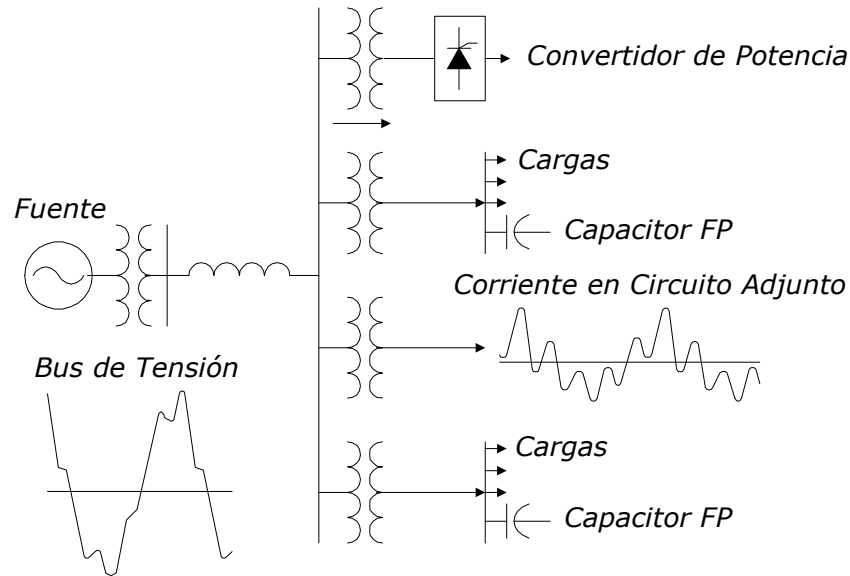 Convertidor de Potencia
Cargas
Fuente
Capacitor FP
Corriente en Circuito Adjunto
Bus de Tensión
Cargas
Capacitor FP